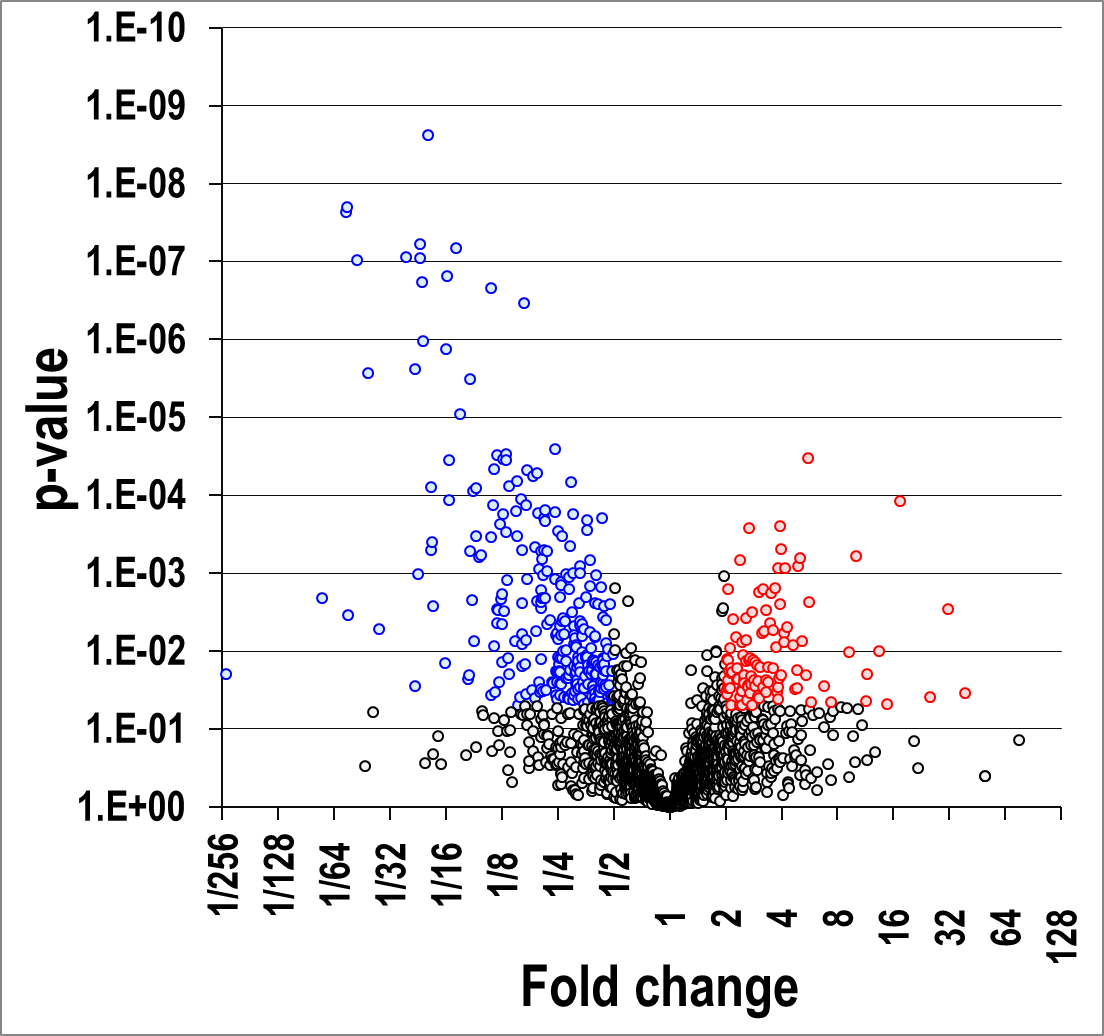 1.E-10
1.E-09
1.E-08
1.E-07
1.E-06
1.E-05
1.E-04
1.E-03
1.E-02
1.E-01
1.E+00
p-value
1/256
1/128
1/64
1/32
1/16
1/8
1/4
1/2
1
2
4
8
16
32
64
128
Fold change